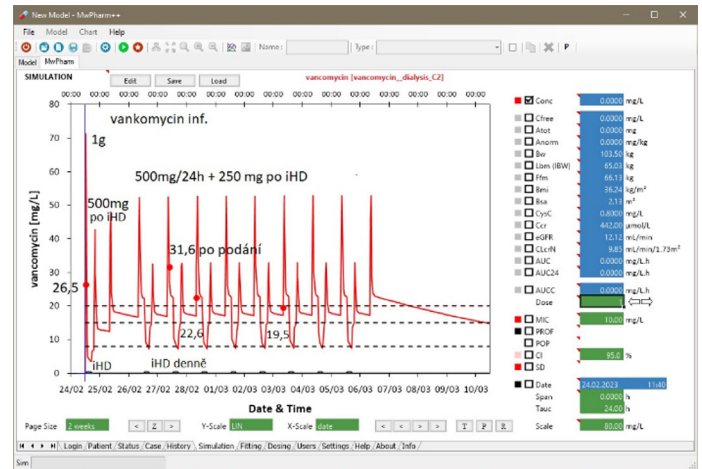 New Model - MwPharm++
File Model Chart Help
Name: Type: P
Model MwPharm
SIMULATION Edit Save Load vancomycin [vancomycin_dialysis_C2]
00:00 00:00 00:00 00:00 00:00 00:00 00:00 00:00 00:00 00:00 00:00 00:00 00:00 00:00 00:00
80
70
60
50
40
30
20
10
0
vancomycin [mg/L]
vankomycin inf.
1g
500mg/24h + 250 mg po iHD
500mg
po iHD
31,6 po podání
26,5
22,6
19,5
iHD
iHD denně
24/02 25/02 26/02 27/02 28/02 01/03 02/03 03/03 04/03 05/03 06/03 07/03 08/03 09/03 10/03
Date & Time
Conc 0.0000 mg/L
Cfree 0.0000 mg/L
Atot 0.0000 mg
Anorm 0.0000 mg/kg
Bw 103.50 kg
Lbm (IBW) 65.03 kg
Ffm 66.13 kg
Bmi 36.24 kg/m²
Bsa 2.13 m²
CysC 0.8000 mg/L
Ccr 442.00 µmol/L
eGFR 12.12 mL/min
CLcrN 9.85 mL/min/1.73m²
AUC 0.0000 mg/L.h
AUC24 0.0000 mg/L.h
AUCC 0.0000 mg/L.h
Dose
MIC 10.00 mg/L
PROF
POP
CI 95.0 %
SD
Date 24.02.2023 11:40
Span 0.0000 h
Tauc 24.00 h
Scale 80.00 mg/L
Page Size 2 weeks < Z > Y-Scale LIN X-Scale date < < > > T P R
Login / Patient / Status / Case / History / Simulation / Fitting / Dosing / Users / Settings / Help / About / Info /
Sim